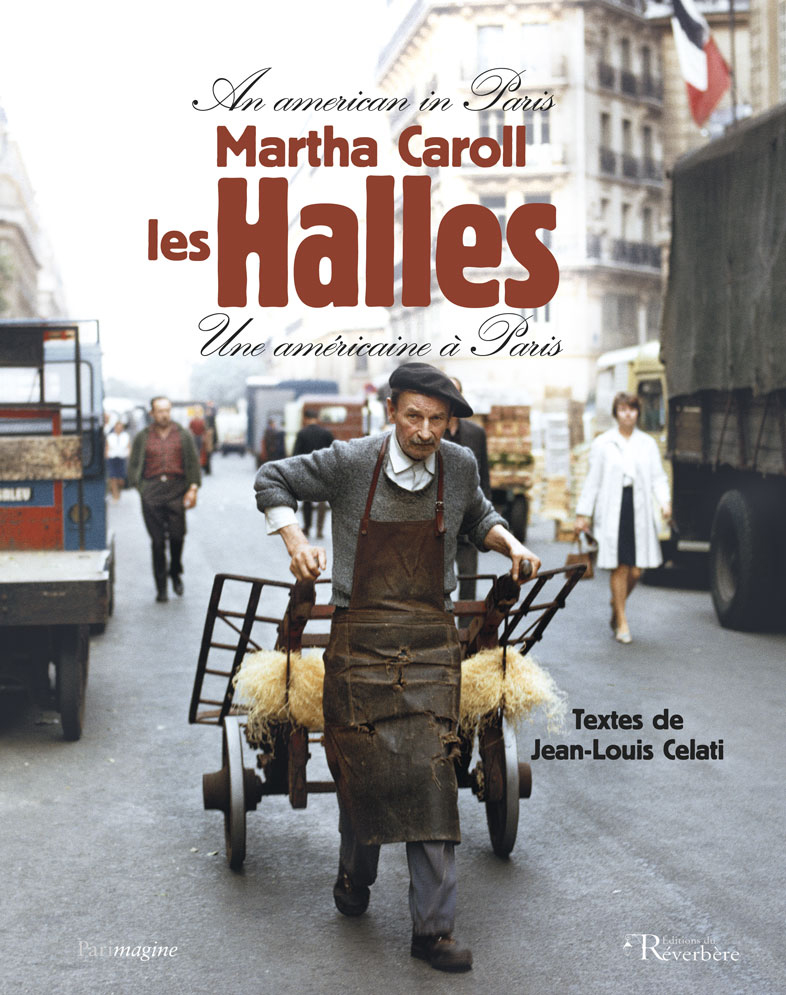 An american in Paris
Martha Caroll
les Halles
Une américaine à Paris
Textes de
Jean-Louis Celati
Parimagine
Éditions du
Réverbère